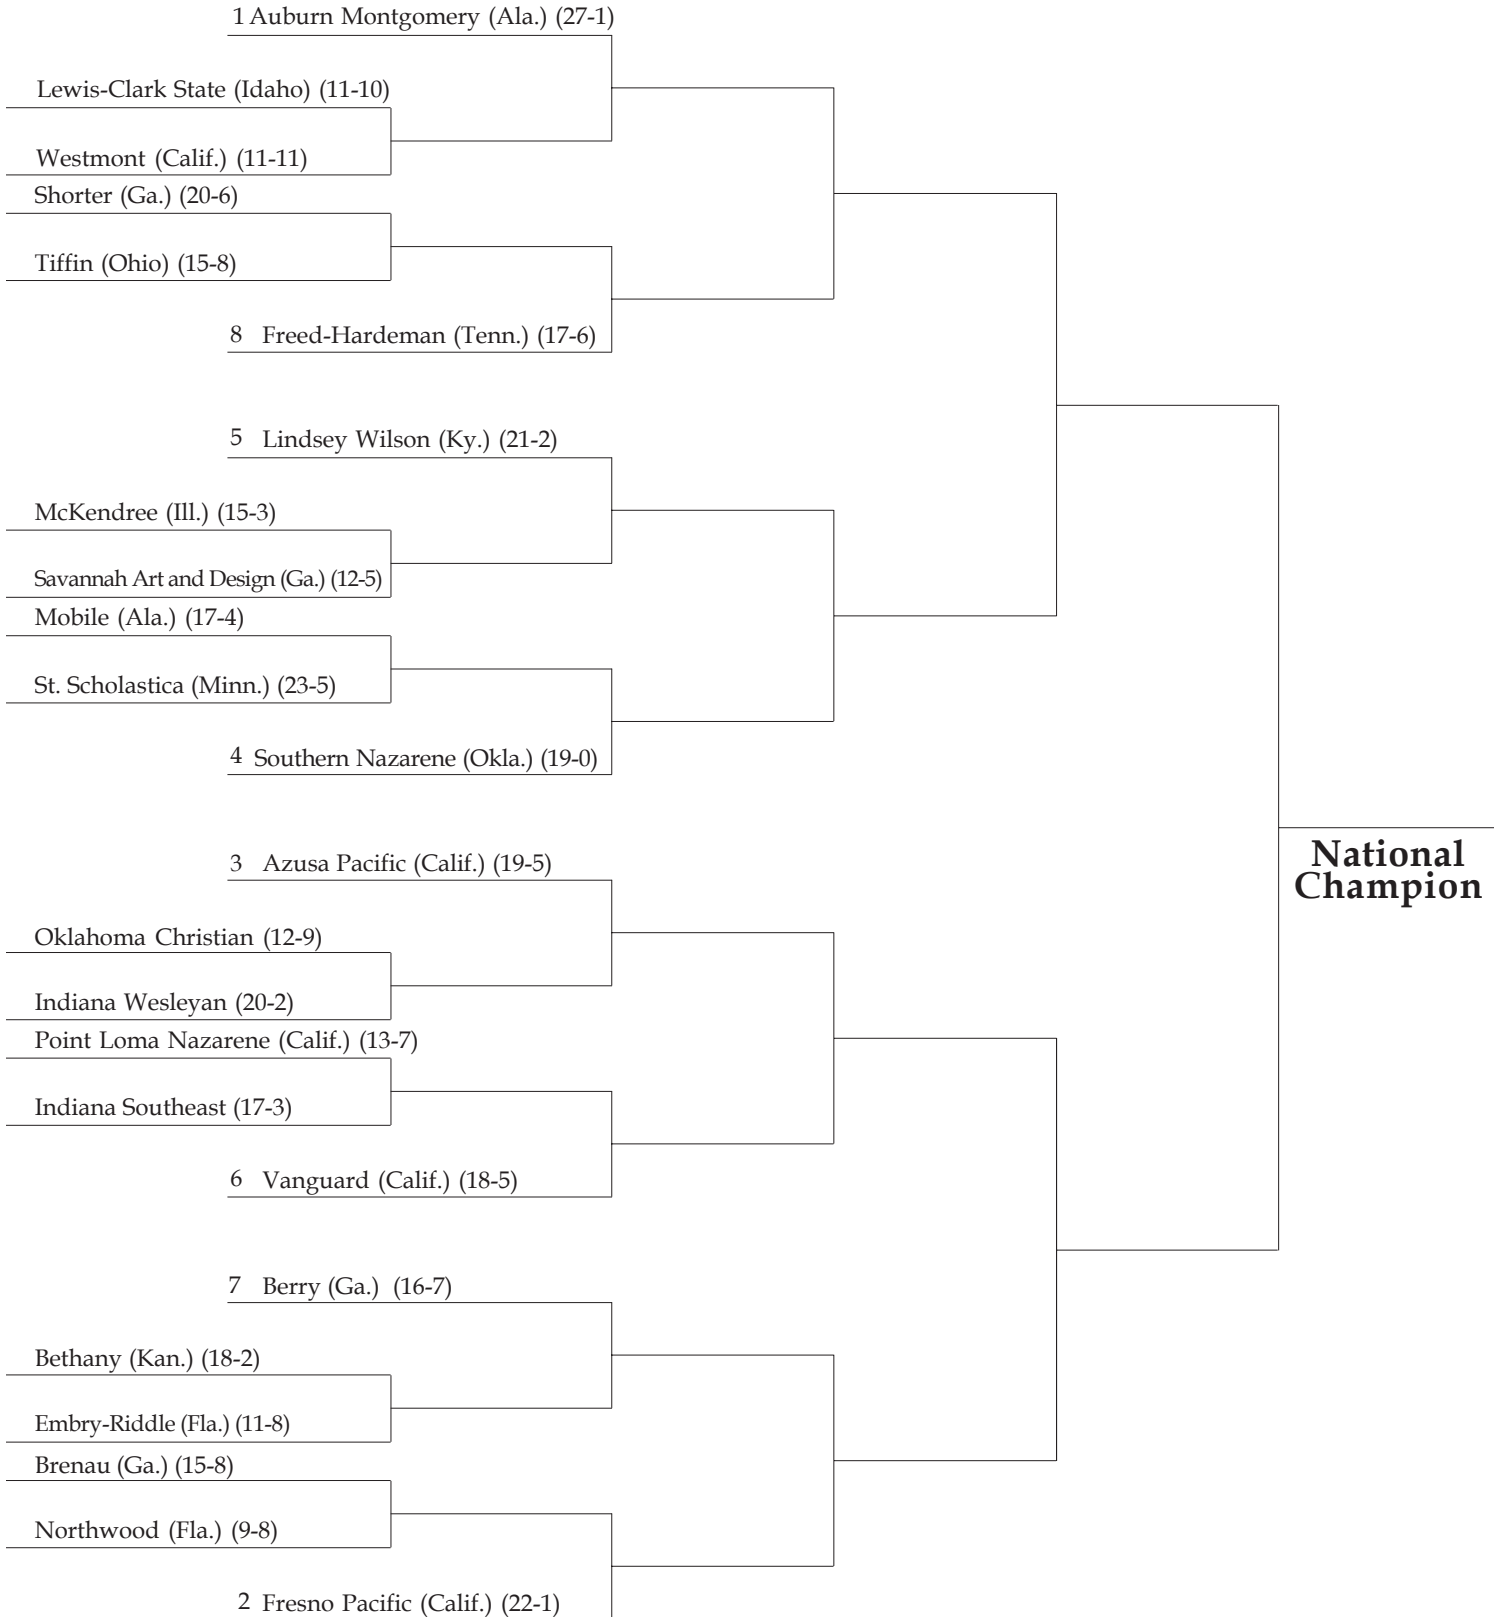 1 Auburn Montgomery (Ala.) (27-1)
Lewis-Clark State (Idaho) (11-10)
Westmont (Calif.) (11-11)
Shorter (Ga.) (20-6)
Tiffin (Ohio) (15-8)
8 Freed-Hardeman (Tenn.) (17-6)
5 Lindsey Wilson (Ky.) (21-2)
McKendree (Ill.) (15-3)
Savannah Art and Design (Ga.) (12-5)
Mobile (Ala.) (17-4)
St. Scholastica (Minn.) (23-5)
4 Southern Nazarene (Okla.) (19-0)
3 Azusa Pacific (Calif.) (19-5)
Oklahoma Christian (12-9)
Indiana Wesleyan (20-2)
Point Loma Nazarene (Calif.) (13-7)
Indiana Southeast (17-3)
6 Vanguard (Calif.) (18-5)
7 Berry (Ga.) (16-7)
Bethany (Kan.) (18-2)
Embry-Riddle (Fla.) (11-8)
Brenau (Ga.) (15-8)
Northwood (Fla.) (9-8)
2 Fresno Pacific (Calif.) (22-1)
National
Champion